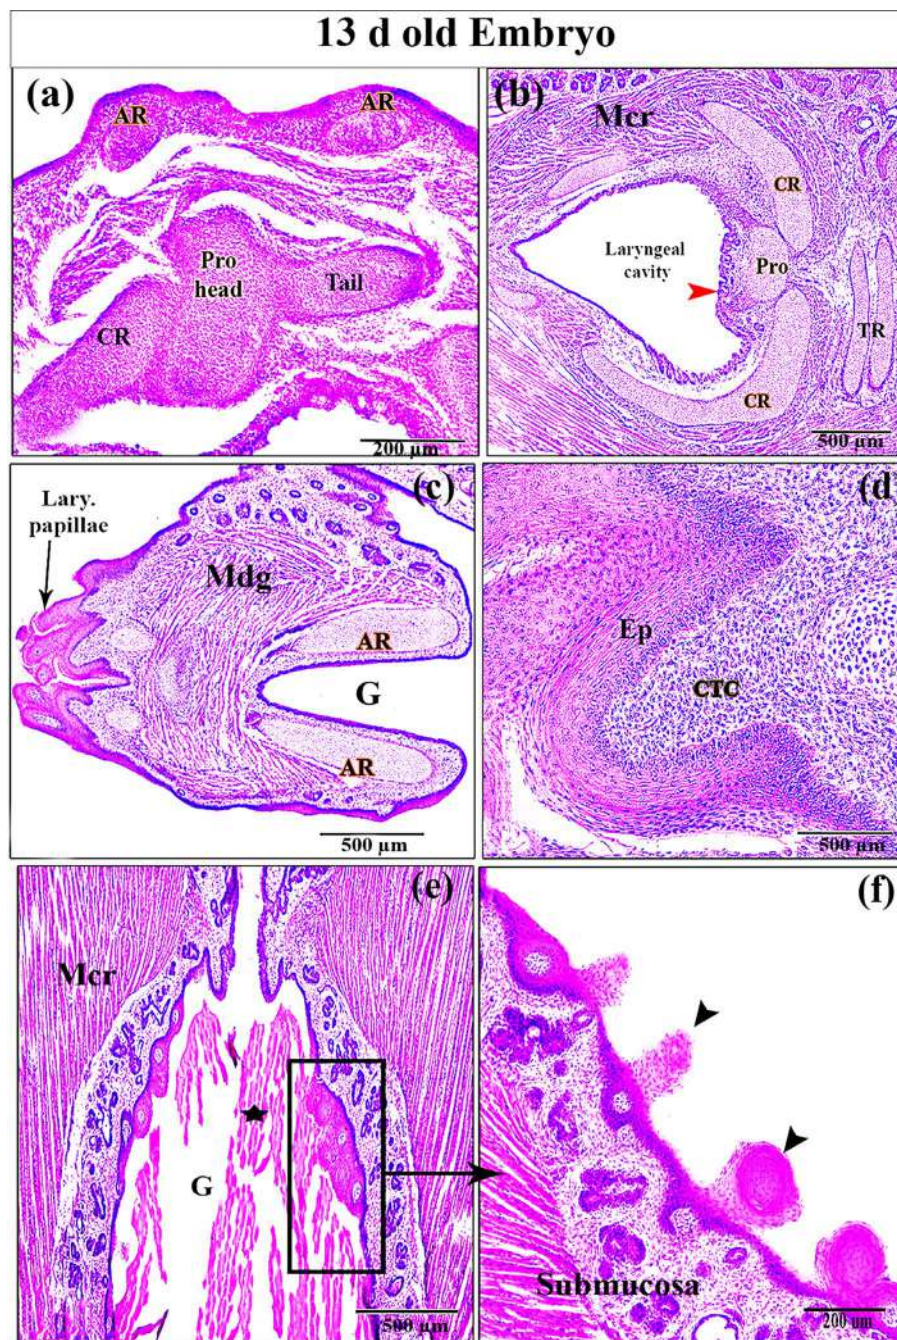 13 d old Embryo
(a)
AR
AR
Pro
head
Tail
CR
200 µm
(b)
Mcr
CR
Laryngeal
cavity
Pro
TR
CR
500 µm
(c)
Lary.
papillae
Mdg
AR
G
AR
500 µm
(d)
Ep
CTC
500 µm
(e)
Mcr
G
500 µm
(f)
Submucosa
200 µm